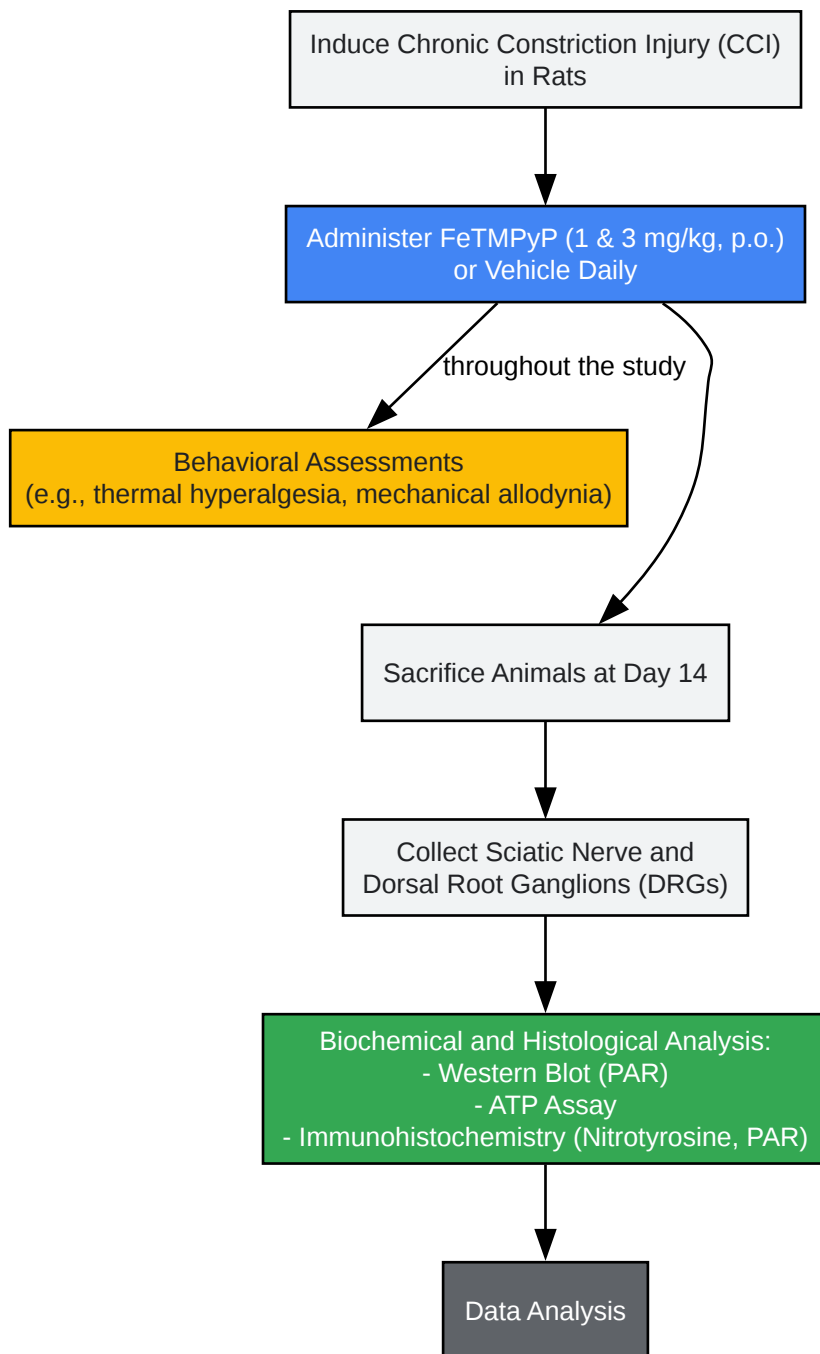 Induce Chronic Constriction Injury (CCI)
in Rats
Administer FeTMPyP (1 & 3 mg/kg, p.o.)
or Vehicle Daily
throughout the study
Behavioral Assessments
(e.g., thermal hyperalgesia, mechanical allodynia)
Sacrifice Animals at Day 14
Collect Sciatic Nerve and
Dorsal Root Ganglions (DRGs)
Biochemical and Histological Analysis:
- Western Blot (PAR)
- ATP Assay
- Immunohistochemistry (Nitrotyrosine, PAR)
Data Analysis